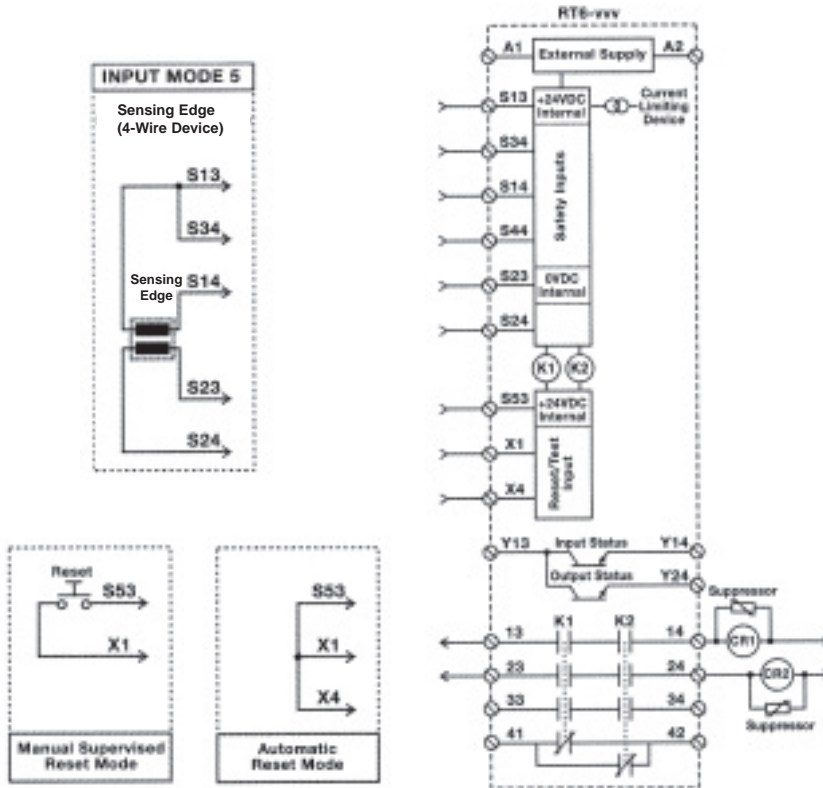 INPUT MODE 5
Sensing Edge
(4-Wire Device)
S13
S34
S14
Sensing
Edge
S23
S24
Reset
S53
X1
Manual Supervised
Reset Mode
S53
X1
X4
Automatic
Reset Mode
RT6-vvv
A1
External Supply
A2
S13
+24VDC
Internal
Current
Limiting
Device
S34
S14
Safety Inputs
S44
S23
0VDC
Internal
S24
K1
K2
S53
+24VDC
Internal
X1
Reset/Test
Input
X4
Y13
Input Status
Y14
Output Status
Y24
Suppressor
13
K1
K2
14
CR1
23
24
CR2
33
34
Suppressor
41
42